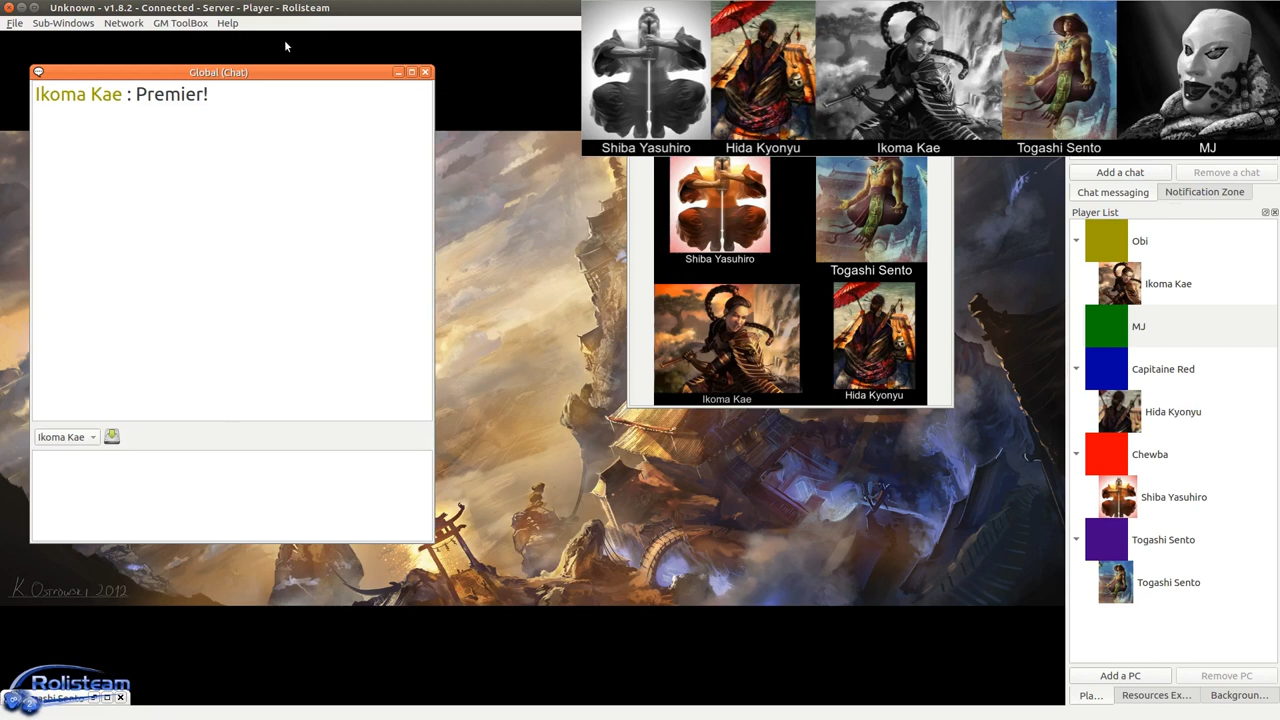 Unknown - v1.8.2 - Connected - Server - Player - Rolisteam
File Sub-Windows Network GM ToolBox Help
Shiba Yasuhiro Hida Kyonyu Ikoma Kae Togashi Sento MJ
Global (Chat)
Ikoma Kae : Premier!
Ikoma Kae
Shiba Yasuhiro
Togashi Sento
Ikoma Kae
Hida Kyonyu
Add a chat Remove a chat
Chat messaging Notification Zone
Player List
Obi
Ikoma Kae
MJ
Capitaine Red
Hida Kyonyu
Chewba
Shiba Yasuhiro
Togashi Sento
Togashi Sento
Add a PC Remove PC
Pla... Resources Ex... Backgroun...
K Ostrowski 2012
Rolisteam